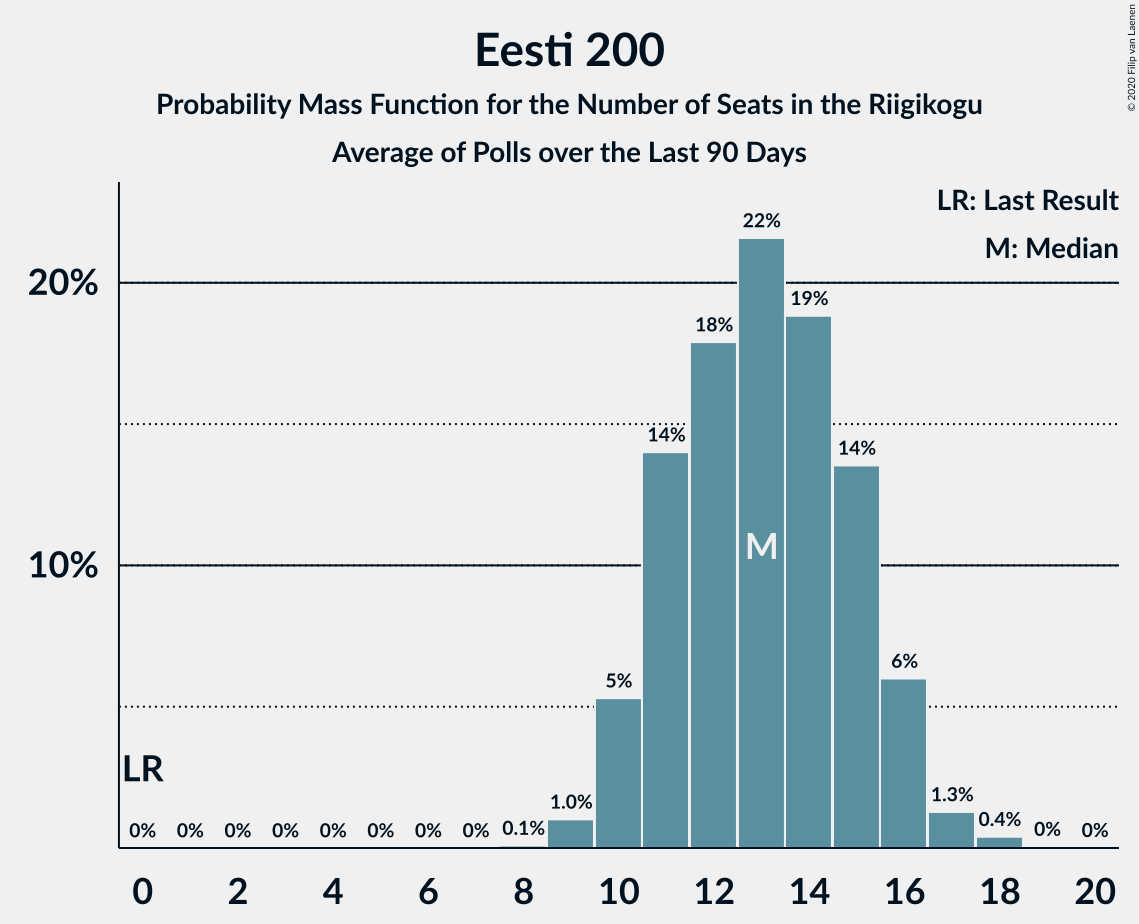 © 2020 Filip van Laenen
Eesti 200
Probability Mass Function for the Number of Seats in the Riigikogu
Average of Polls over the Last 90 Days
LR: Last Result
M: Median
22%
20%
19%
18%
14%
14%
M
10%
6%
5%
LR
1.3%
1.0%
0.4%
0% 0% 0% 0% 0% 0% 0% 0% 0.1% 0% 0%
0 2 4 6 8 10 12 14 16 18 20